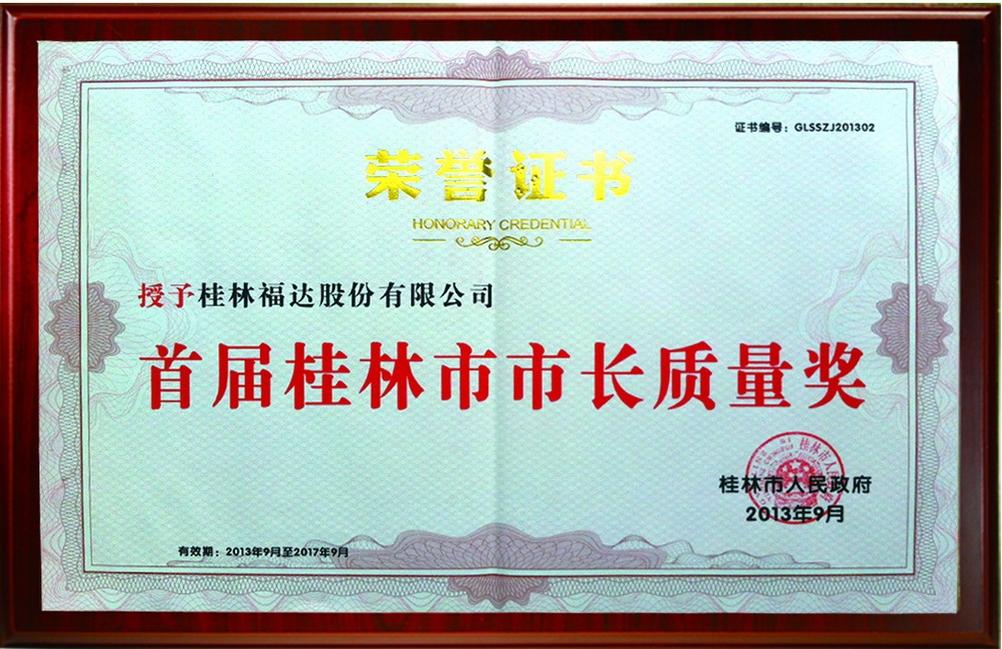 证书编号：GLSSZJ201302
荣誉证书
HONORARY CREDENTIAL
授予桂林福达股份有限公司
首届桂林市市长质量奖
桂林市人民政府
2013年9月
有效期：2013年9月至2017年9月